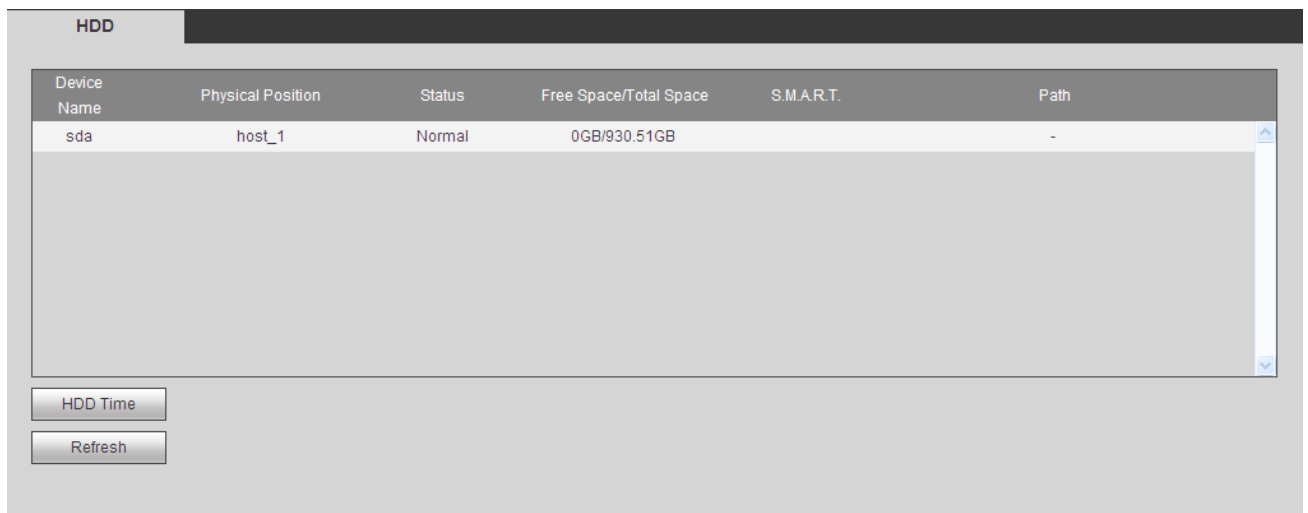 HDD
Device Name Physical Position Status Free Space/Total Space S.M.A.R.T. Path
sda host_1 Normal 0GB/930.51GB -
HDD Time
Refresh